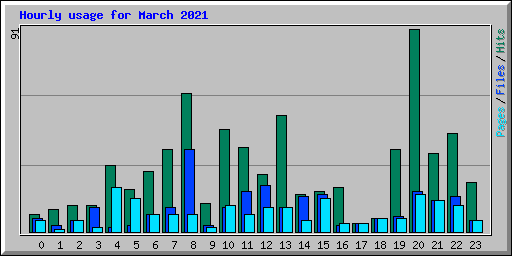 Hourly usage for March 2021
91
Pages/Files/Hits
0 1 2 3 4 5 6 7 8 9 10 11 12 13 14 15 16 17 18 19 20 21 22 23